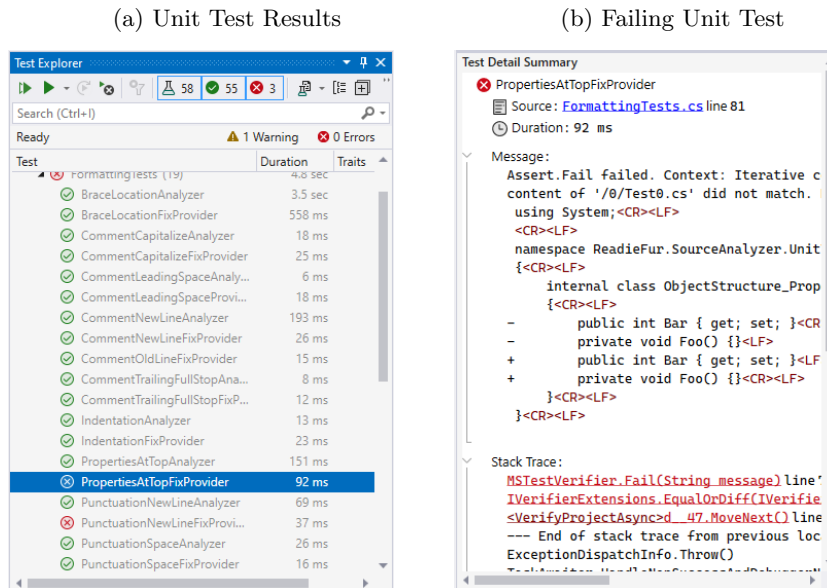 (a) Unit Test Results
(b) Failing Unit Test
Test Explorer
58 55 3
Search (Ctrl+I)
Ready 1 Warning 0 Errors
Test Duration Traits
FormattingTests (19) 4.8 sec
BraceLocationAnalyzer 3.5 sec
BraceLocationFixProvider 558 ms
CommentCapitalizeAnalyzer 18 ms
CommentCapitalizeFixProvider 25 ms
CommentLeadingSpaceAnaly... 6 ms
CommentLeadingSpaceProvi... 18 ms
CommentNewLineAnalyzer 193 ms
CommentNewLineFixProvider 26 ms
CommentOldLineFixProvider 15 ms
CommentTrailingFullStopAna... 8 ms
CommentTrailingFullStopFixP... 12 ms
IndentationAnalyzer 13 ms
IndentationFixProvider 23 ms
PropertiesAtTopAnalyzer 151 ms
PropertiesAtTopFixProvider 92 ms
PunctuationNewLineAnalyzer 69 ms
PunctuationNewLineFixProvi... 37 ms
PunctuationSpaceAnalyzer 26 ms
PunctuationSpaceFixProvider 16 ms
Test Detail Summary
PropertiesAtTopFixProvider
Source: FormattingTests.cs line 81
Duration: 92 ms
Message:
Assert.Fail failed. Context: Iterative c
content of '/0/Test0.cs' did not match.
using System;<CR><LF>
<CR><LF>
namespace ReadieFur.SourceAnalyzer.Unit
{<CR><LF>
internal class ObjectStructure_Prop
{<CR><LF>
- public int Bar { get; set; }<CR
- private void Foo() {}<LF>
+ public int Bar { get; set; }<LF
+ private void Foo() {}<CR><LF>
}<CR><LF>
}<CR><LF>
Stack Trace:
MSTestVerifier.Fail(String message) line
IVerifierExtensions.EqualOrDiff(IVerifie
<VerifyProjectAsync>d__47.MoveNext() line
--- End of stack trace from previous loc
ExceptionDispatchInfo.Throw()